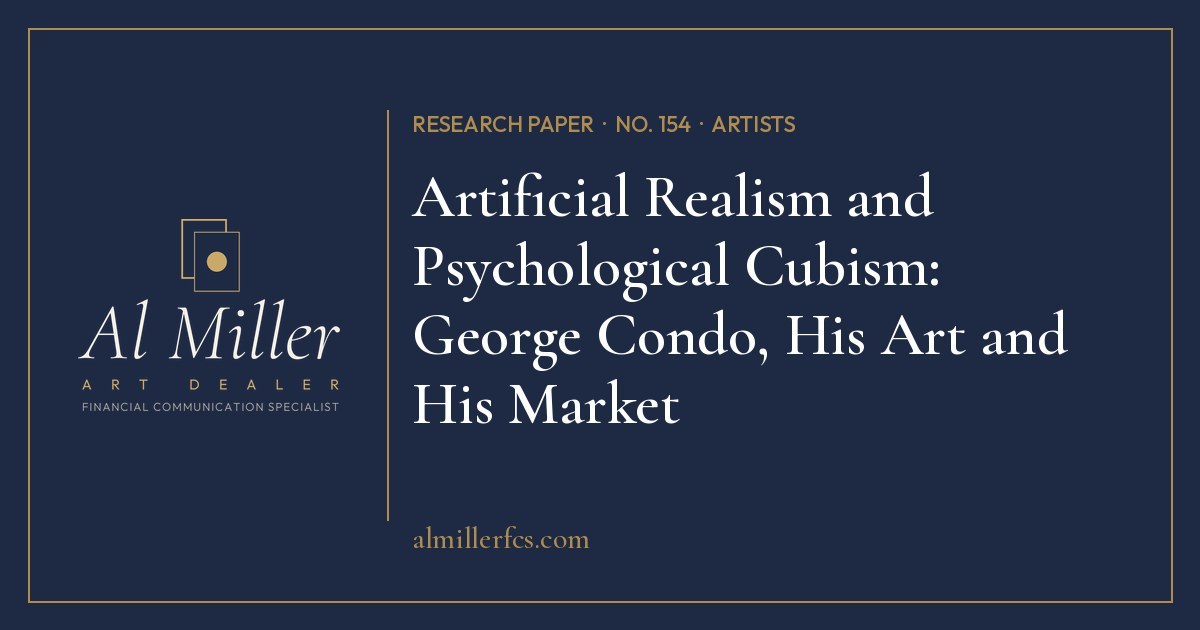 Al Miller
ART DEALER
FINANCIAL COMMUNICATION SPECIALIST
RESEARCH PAPER · NO. 154 · ARTISTS
Artificial Realism and
Psychological Cubism:
George Condo, His Art and
His Market
almillerfcs.com